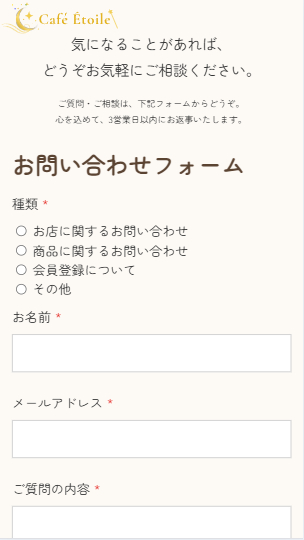 Café Étoile
気になることがあれば、
どうぞお気軽にご相談ください。
ご質問・ご相談は、下記フォームからどうぞ。
心を込めて、3営業日以内にお返事いたします。
お問い合わせフォーム
種類 *
お店に関するお問い合わせ
商品に関するお問い合わせ
会員登録について
その他
お名前 *
メールアドレス *
ご質問の内容 *